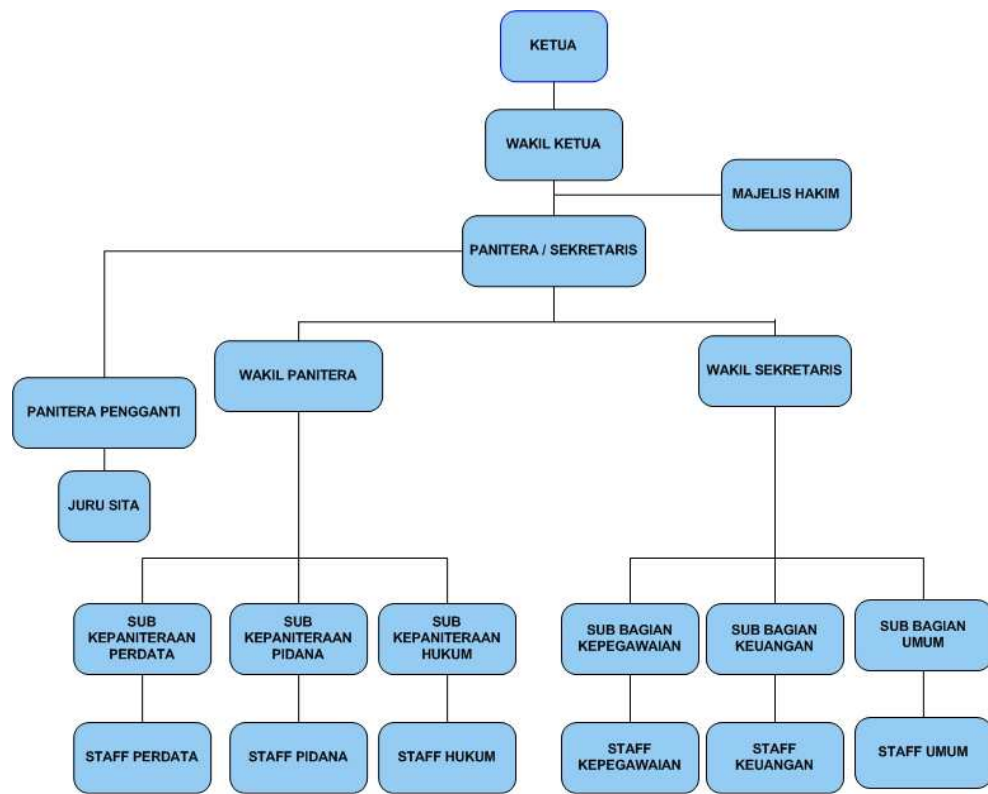 KETUA
WAKIL KETUA
MAJELIS HAKIM
PANITERA / SEKRETARIS
WAKIL PANITERA
WAKIL SEKRETARIS
PANITERA PENGGANTI
JURU SITA
SUB
KEPANITERAAN
PERDATA
SUB
KEPANITERAAN
PIDANA
SUB
KEPANITERAAN
HUKUM
SUB BAGIAN
KEPEGAWAIAN
SUB BAGIAN
KEUANGAN
SUB BAGIAN
UMUM
STAFF PERDATA
STAFF PIDANA
STAFF HUKUM
STAFF
KEPEGAWAIAN
STAFF
KEUANGAN
STAFF UMUM